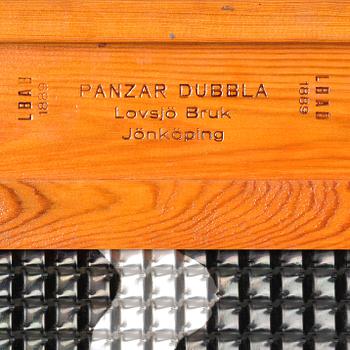 LBAB
1889
PANZAR DUBBLA
Lovsjö Bruk
Jönköping
LBAB
1889